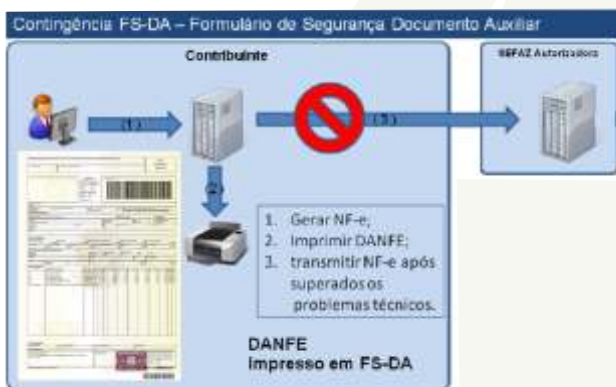 Contingência FS-DA – Formulário de Segurança Documento Auxiliar
Contribuinte
SEFAZ Autorizadora
(1)
(3)
1. Gerar NF-e;
2. Imprimir DANFE;
3. transmitir NF-e após
superados os
problemas técnicos.
DANFE
Impresso em FS-DA